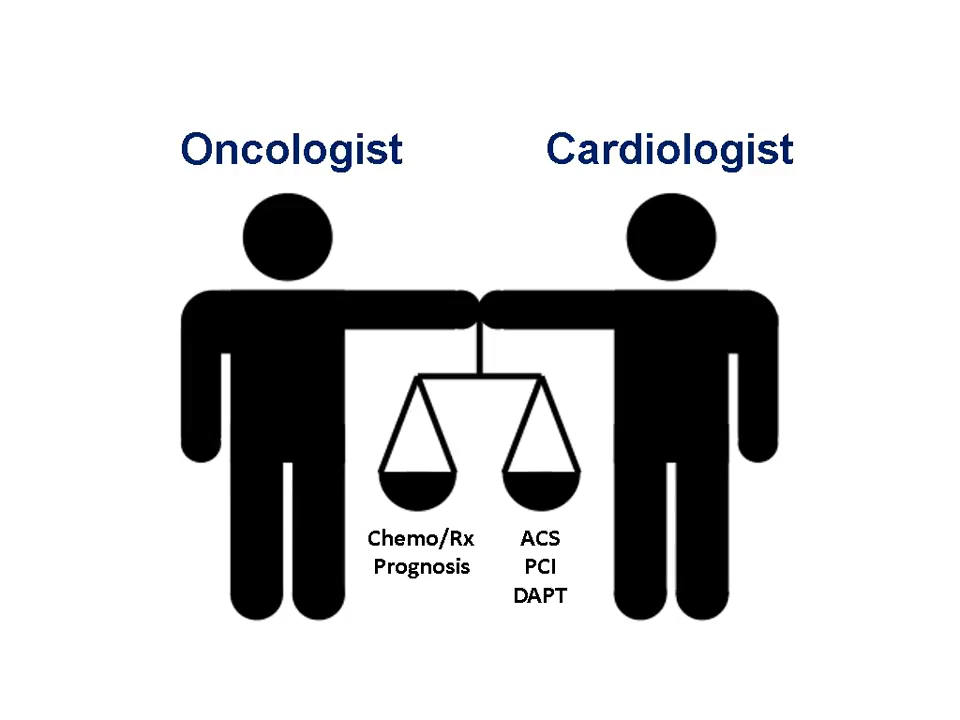 Oncologist
Cardiologist
Chemo/Rx
Prognosis
ACS
PCI
DAPT